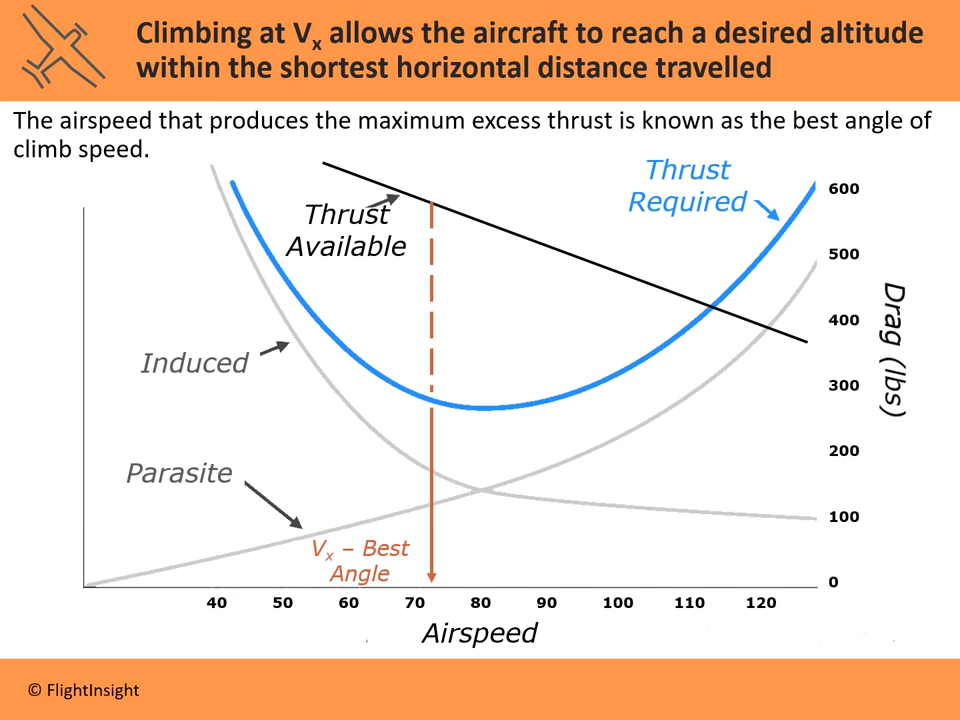 Climbing at Vx allows the aircraft to reach a desired altitude
within the shortest horizontal distance travelled
The airspeed that produces the maximum excess thrust is known as the best angle of
climb speed.
Thrust
Required
Thrust
Available
Induced
Parasite
Vx – Best
Angle
600
500
400
300
200
100
0
Drag (lbs)
40 50 60 70 80 90 100 110 120
Airspeed
© FlightInsight